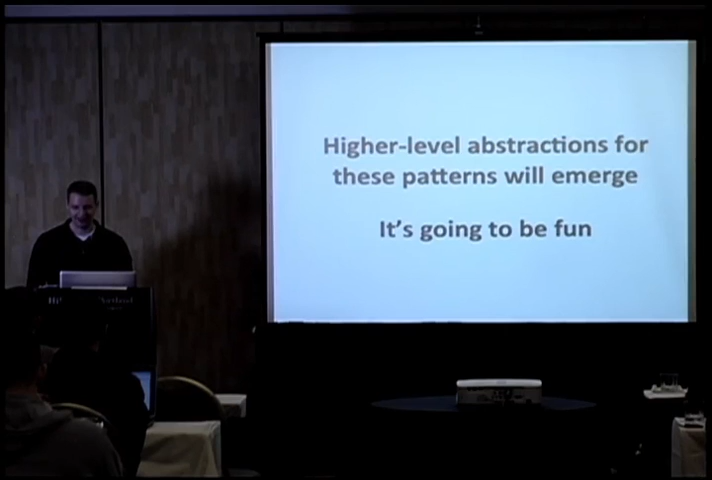 Higher-level abstractions for
these patterns will emerge
It's going to be fun